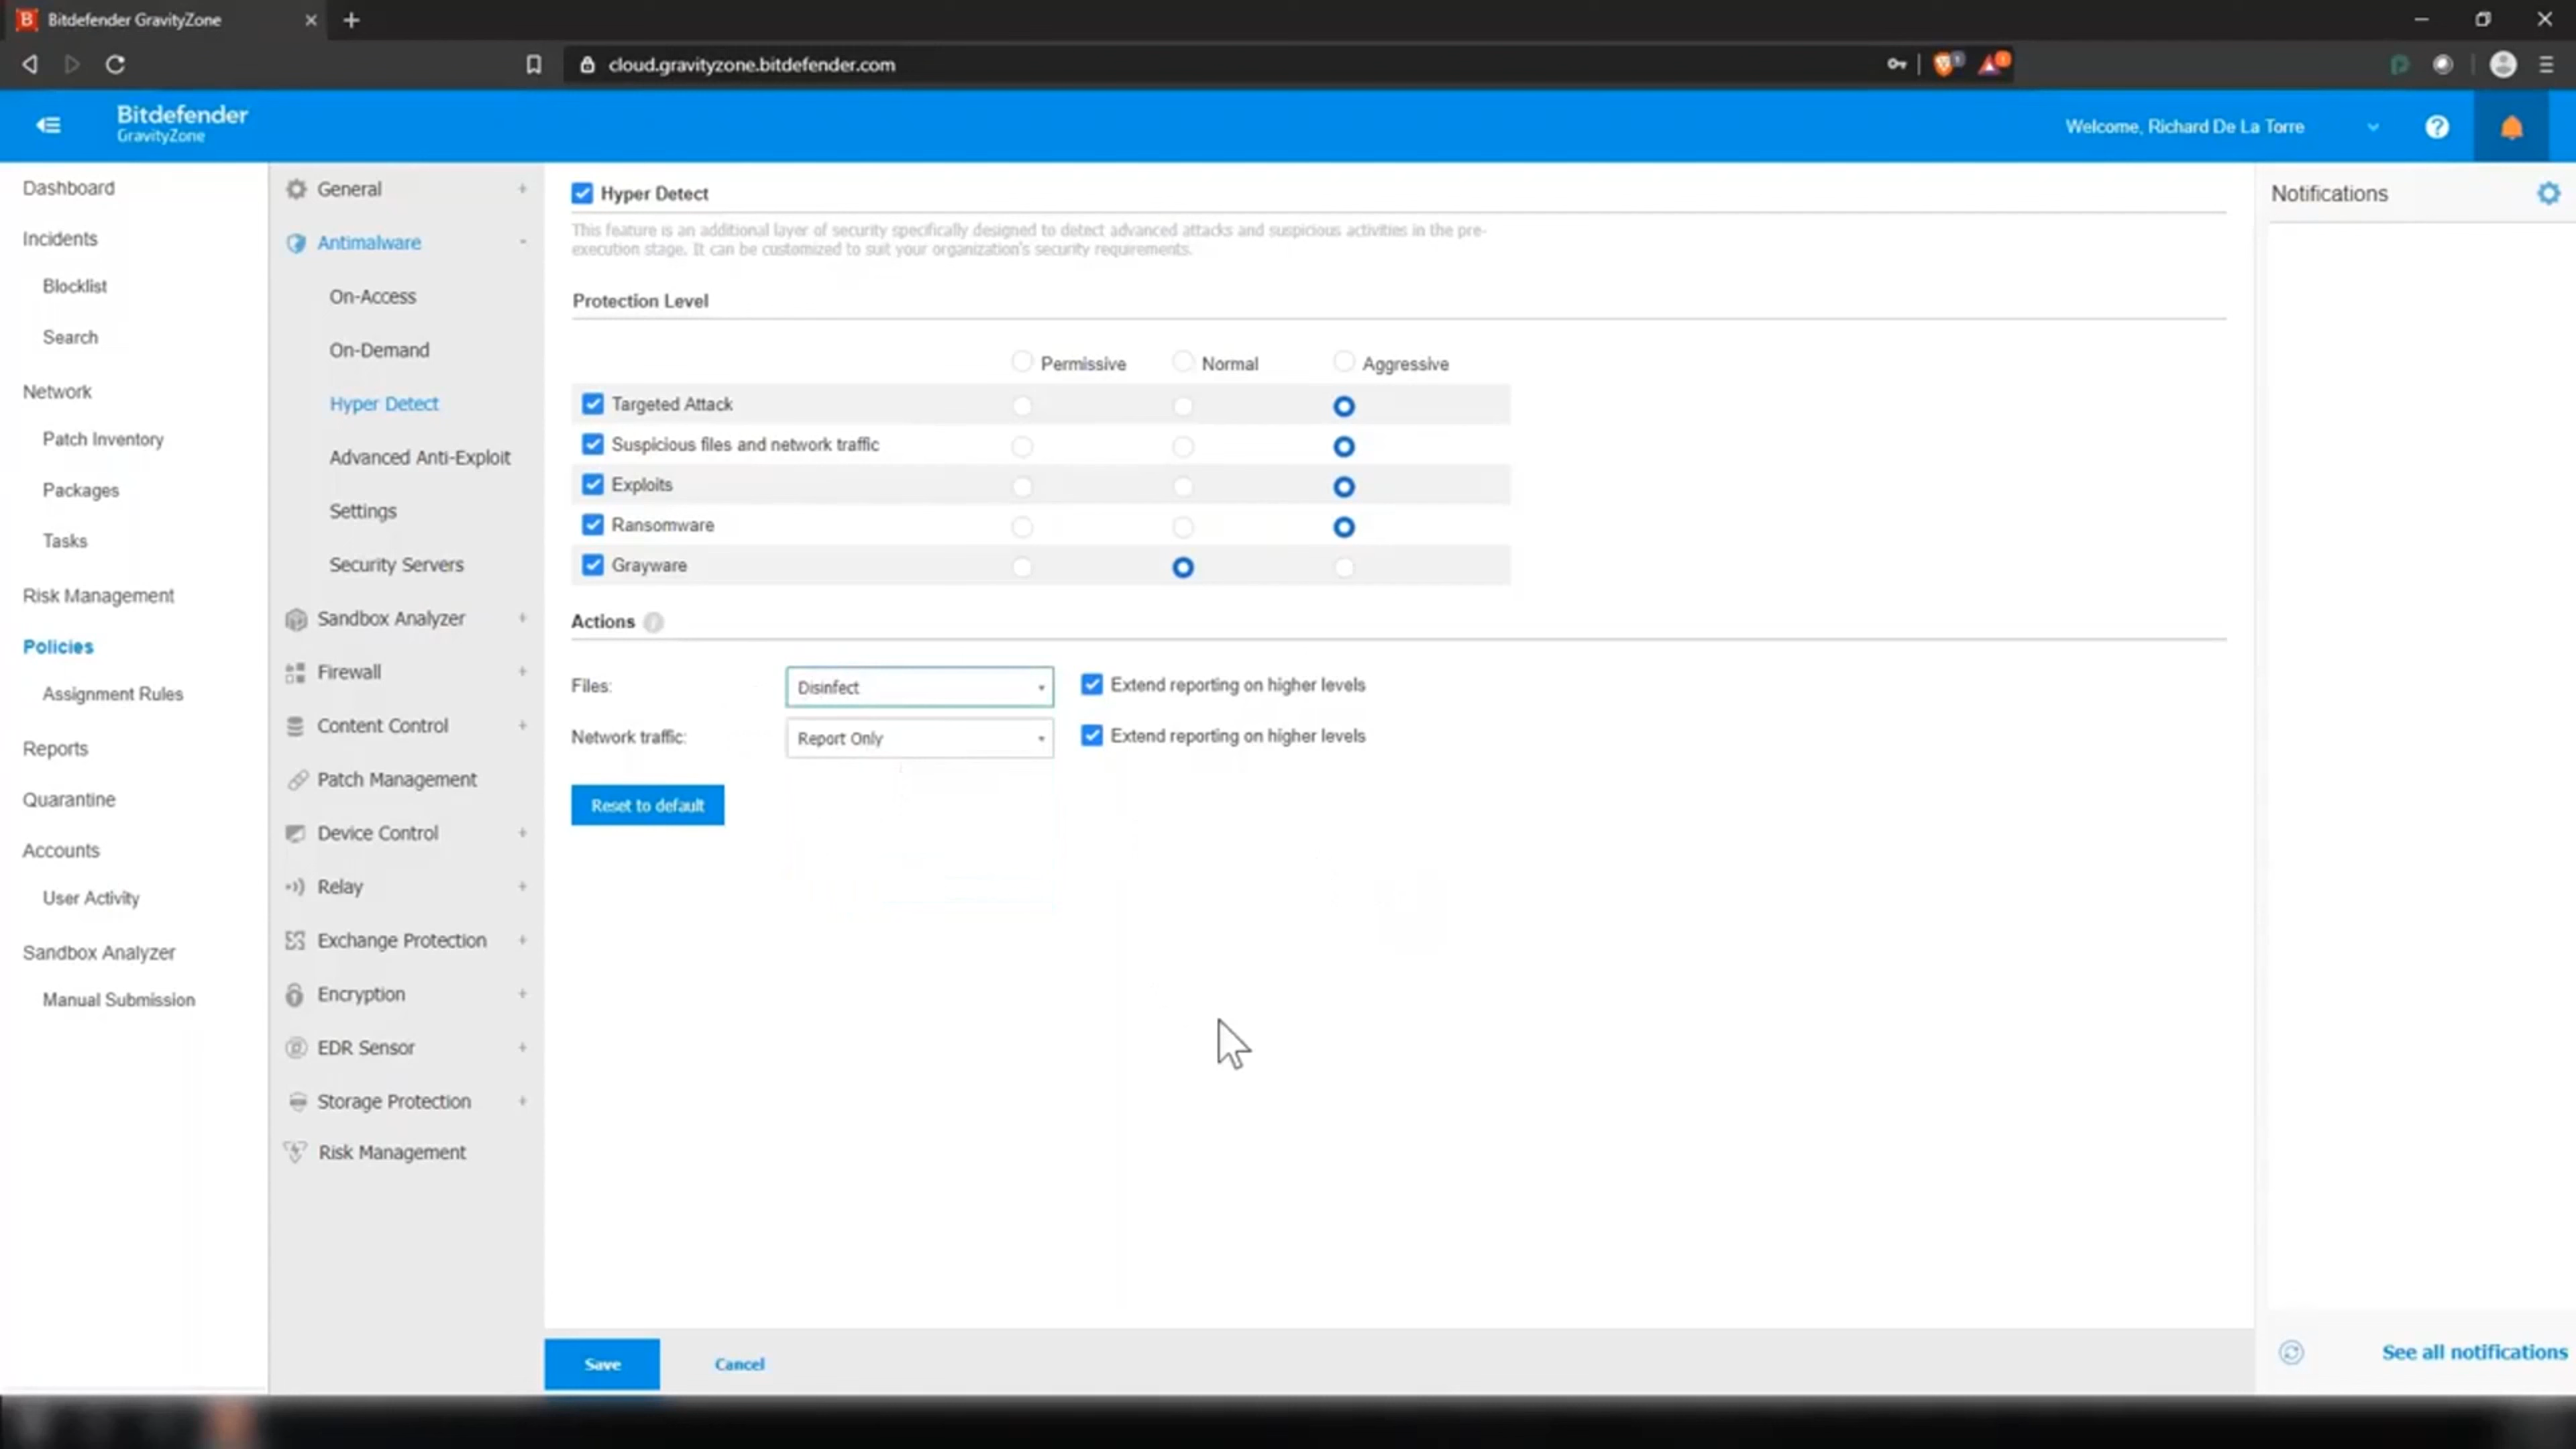 Bitdefender GravityZone
cloud.gravityzone.bitdefender.com
Bitdefender
GravityZone
Welcome, Richard De La Torre
Dashboard
Incidents
Blocklist
Search
Network
Patch Inventory
Packages
Tasks
Risk Management
Policies
Assignment Rules
Reports
Quarantine
Accounts
User Activity
Sandbox Analyzer
Manual Submission
General
Antimalware
On-Access
On-Demand
Hyper Detect
Advanced Anti-Exploit
Settings
Security Servers
Sandbox Analyzer
Firewall
Content Control
Patch Management
Device Control
Relay
Exchange Protection
Encryption
EDR Sensor
Storage Protection
Risk Management
Hyper Detect
This feature is an additional layer of security specifically designed to detect advanced attacks and suspicious activities in the pre-
execution stage. It can be customized to suit your organization's security requirements.
Protection Level
Permissive Normal Aggressive
Targeted Attack
Suspicious files and network traffic
Exploits
Ransomware
Grayware
Actions
Files: Disinfect Extend reporting on higher levels
Network traffic: Report Only Extend reporting on higher levels
Reset to default
Save Cancel
Notifications
See all notifications